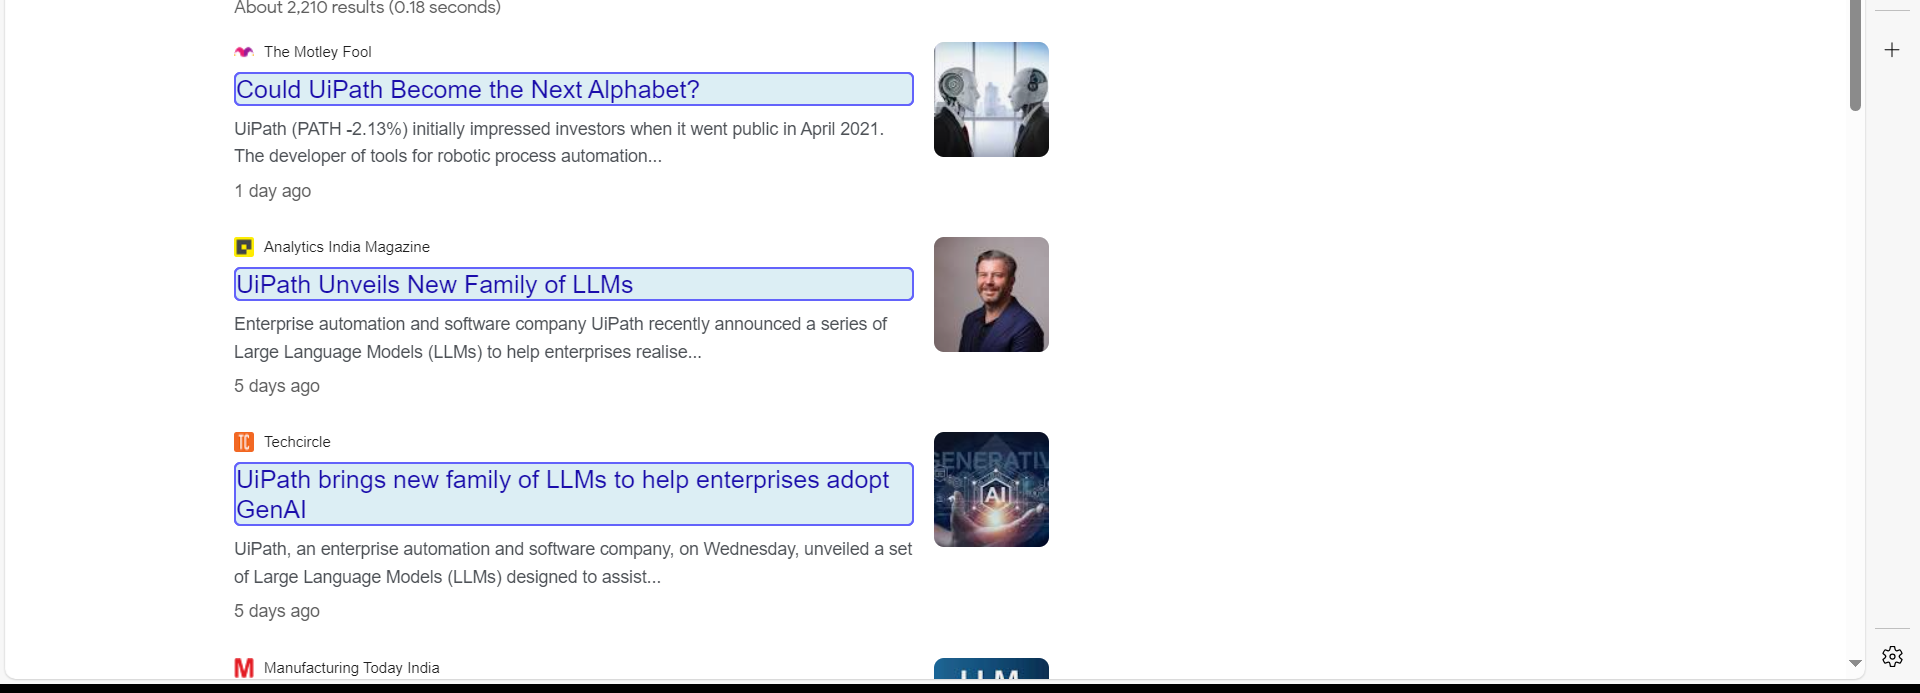 About 2,210 results (0.18 seconds)
The Motley Fool
Could UiPath Become the Next Alphabet?
UiPath (PATH -2.13%) initially impressed investors when it went public in April 2021.
The developer of tools for robotic process automation...
1 day ago
Analytics India Magazine
UiPath Unveils New Family of LLMs
Enterprise automation and software company UiPath recently announced a series of
Large Language Models (LLMs) to help enterprises realise...
5 days ago
TC
Techcircle
UiPath brings new family of LLMs to help enterprises adopt
GenAI
UiPath, an enterprise automation and software company, on Wednesday, unveiled a set
of Large Language Models (LLMs) designed to assist...
5 days ago
GENERATIV
AI
M
Manufacturing Today India
LLM